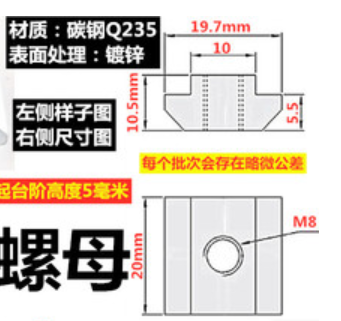 材质：碳钢Q235
表面处理：镀锌
19.7mm
10
10.5mm
5.5
左侧样子图
右侧尺寸图
每个批次会存在略微公差
起台阶高度5毫米
M8
螺母
20mm